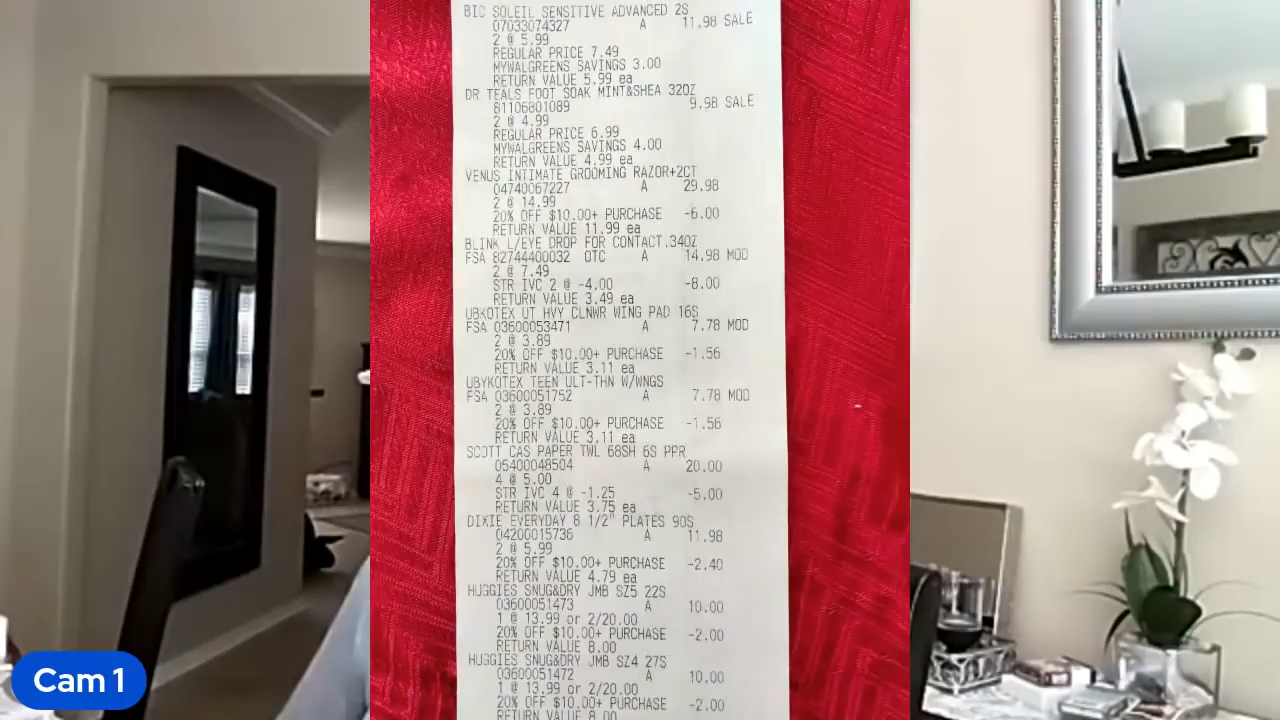 BIC SOLEIL SENSITIVE ADVANCED 2S
07033074327 A 11.98 SALE
2 @ 5.99
REGULAR PRICE 7.49
MYWALGREENS SAVINGS 3.00
RETURN VALUE 5.99 ea
DR TEALS FOOT SOAK MINT&SHEA 32OZ
81106801089 9.98 SALE
2 @ 4.99
REGULAR PRICE 6.99
MYWALGREENS SAVINGS 4.00
RETURN VALUE 4.99 ea
VENUS INTIMATE GROOMING RAZOR+2CT
04740067227 A 29.98
2 @ 14.99
20% OFF $10.00+ PURCHASE -6.00
RETURN VALUE 11.99 ea
BLINK L/EYE DROP FOR CONTACT.34OZ
FSA 82744400032 OTC A 14.98 MOD
2 @ 7.49
STR IVC 2 @ -4.00 -8.00
RETURN VALUE 3.49 ea
UBKOTEX UT HVY CLNWR WING PAD 16S
FSA 03600053471 A 7.78 MOD
2 @ 3.89
20% OFF $10.00+ PURCHASE -1.56
RETURN VALUE 3.11 ea
UBYKOTEX TEEN ULT-THN W/WNGS
FSA 03600051752 A 7.78 MOD
2 @ 3.89
20% OFF $10.00+ PURCHASE -1.56
RETURN VALUE 3.11 ea
SCOTT CAS PAPER TWL 68SH 6S PPR
05400048504 A 20.00
4 @ 5.00
STR IVC 4 @ -1.25 -5.00
RETURN VALUE 3.75 ea
DIXIE EVERYDAY 8 1/2" PLATES 90S
04200015736 A 11.98
2 @ 5.99
20% OFF $10.00+ PURCHASE -2.40
RETURN VALUE 4.79 ea
HUGGIES SNUG&DRY JMB SZ5 22S
03600051473 A 10.00
1 @ 13.99 or 2/20.00
20% OFF $10.00+ PURCHASE -2.00
RETURN VALUE 8.00
HUGGIES SNUG&DRY JMB SZ4 27S
03600051472 A 10.00
1 @ 13.99 or 2/20.00
20% OFF $10.00+ PURCHASE -2.00
RETURN VALUE 8.00
Cam 1